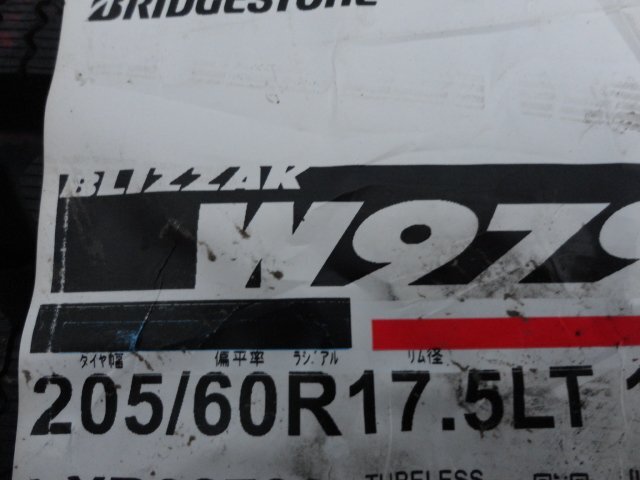 BRIDGESTONE
BLIZZAK
W979
タイヤ幅 偏平率 ラジアル リム径
205/60R17.5LT
TUBELESS